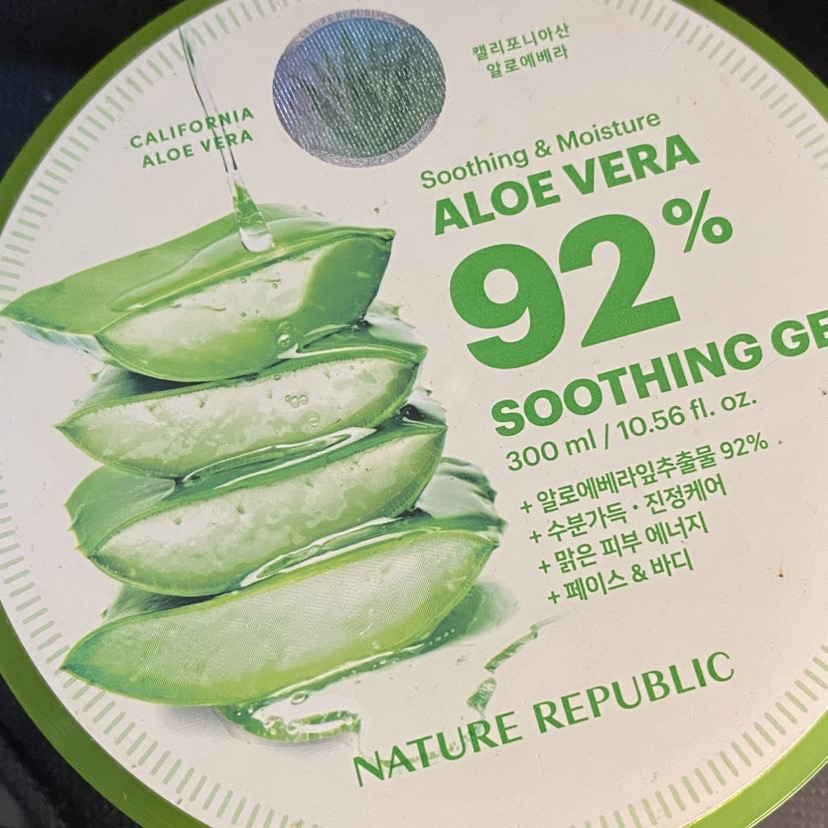 NATURE REPUBLIC
캘리포니아산
알로에베라
CALIFORNIA
ALOE VERA
Soothing & Moisture
ALOE VERA
92%
SOOTHING GE
300 ml / 10.56 fl. oz.
+ 알로에베라잎추출물 92%
+ 수분가득 · 진정케어
+ 맑은 피부 에너지
+ 페이스 & 바디
NATURE REPUBLIC